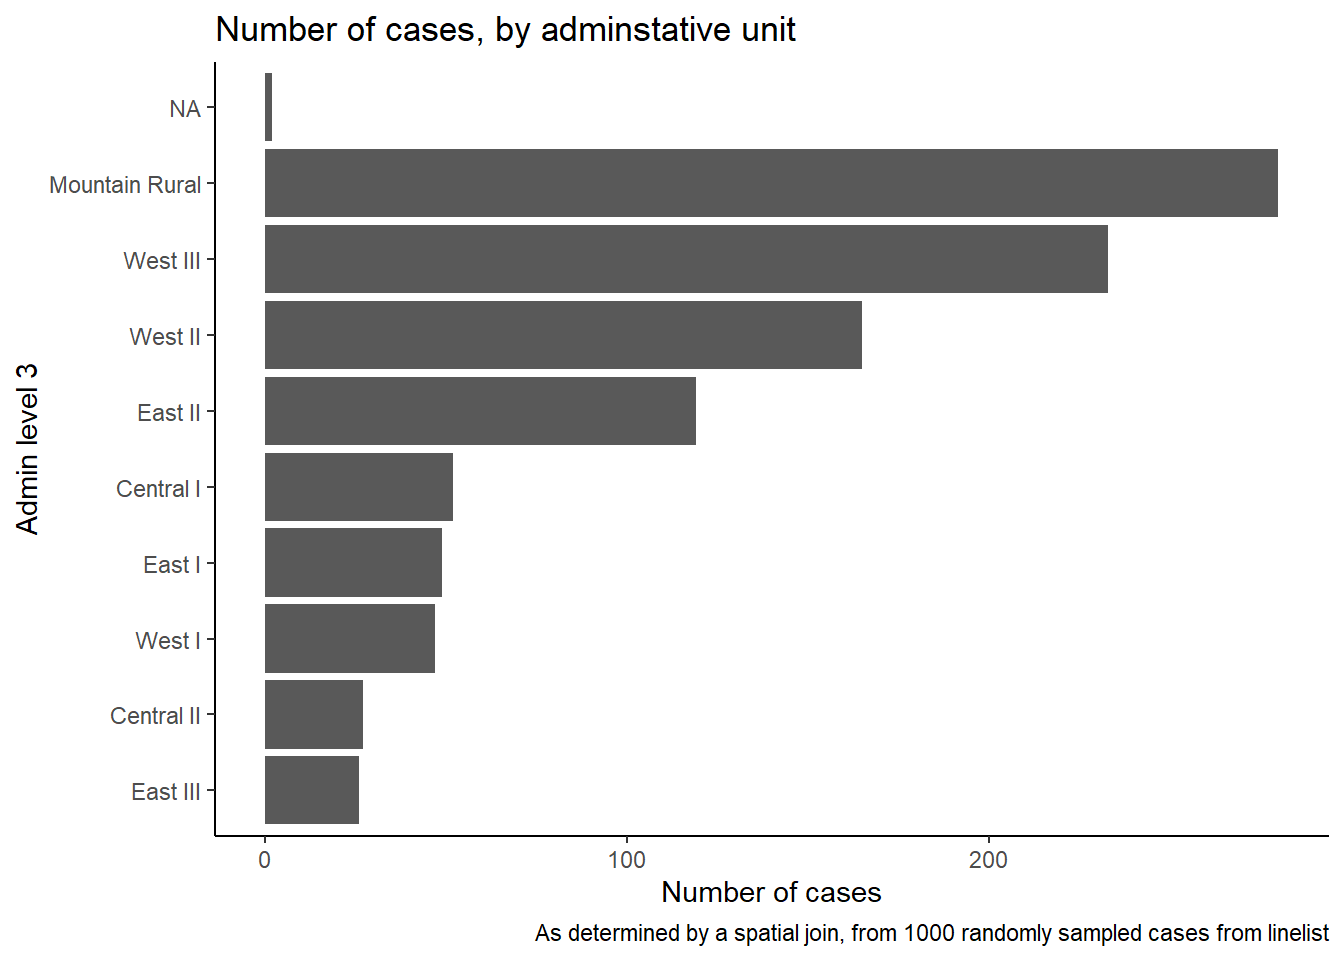 Number of cases, by adminstative unit
NA
Mountain Rural
West III
West II
East II
Central I
East I
West I
Central II
East III
Admin level 3
0 100 200
Number of cases
As determined by a spatial join, from 1000 randomly sampled cases from linelist